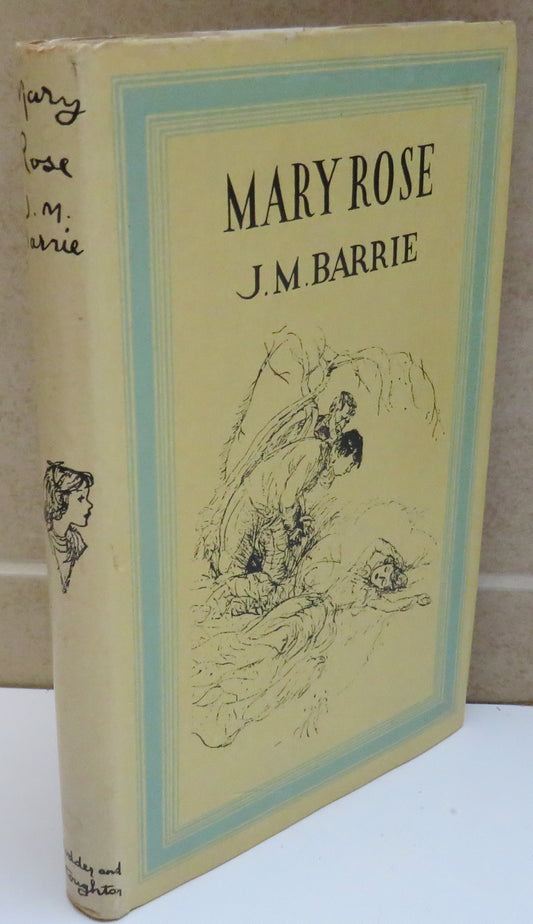 Mary
Rose
J. M.
Barrie
MARY ROSE
J. M. BARRIE
Hodder and
Stoughton